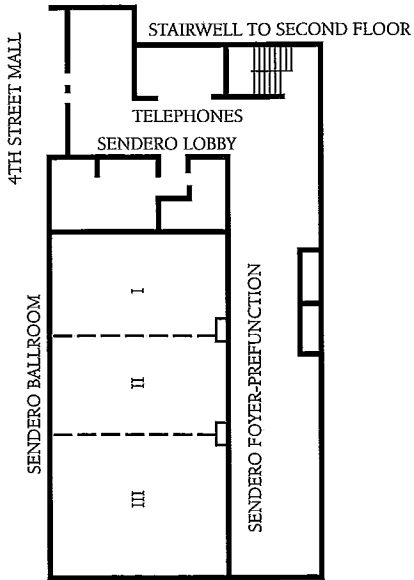 STAIRWELL TO SECOND FLOOR
4TH STREET MALL
TELEPHONES
SENDERO LOBBY
SENDERO BALLROOM
I
II
III
SENDERO FOYER-PREFUNCTION